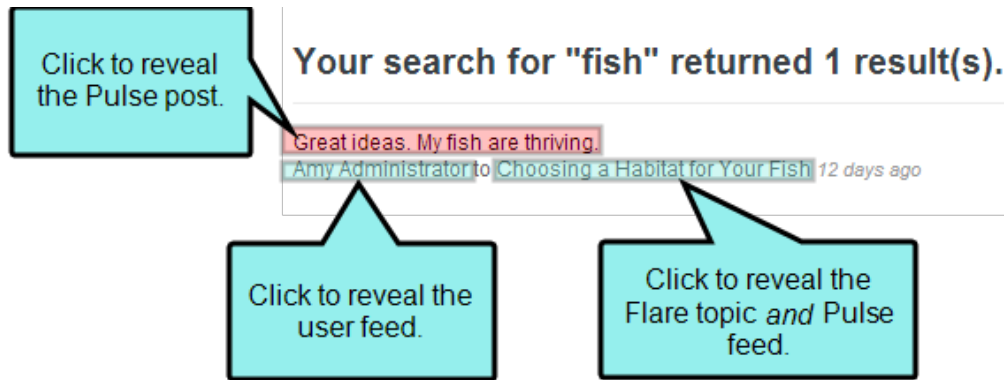 Click to reveal
the Pulse post.
Your search for "fish" returned 1 result(s).
Great ideas. My fish are thriving.
Amy Administrator to Choosing a Habitat for Your Fish 12 days ago
Click to reveal the
user feed.
Click to reveal the
Flare topic and Pulse
feed.